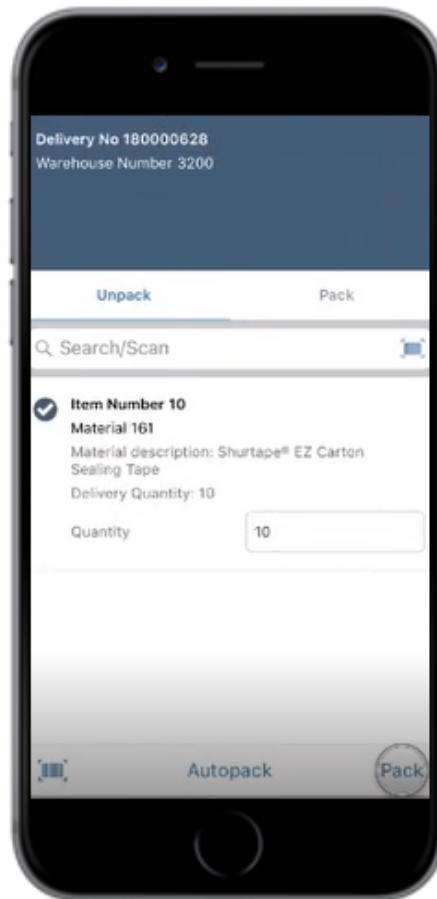 Delivery No 180000628
Warehouse Number 3200
Unpack Pack
Search/Scan
Item Number 10
Material 161
Material description: Shurtape® EZ Carton
Sealing Tape
Delivery Quantity: 10
Quantity 10
Autopack Pack